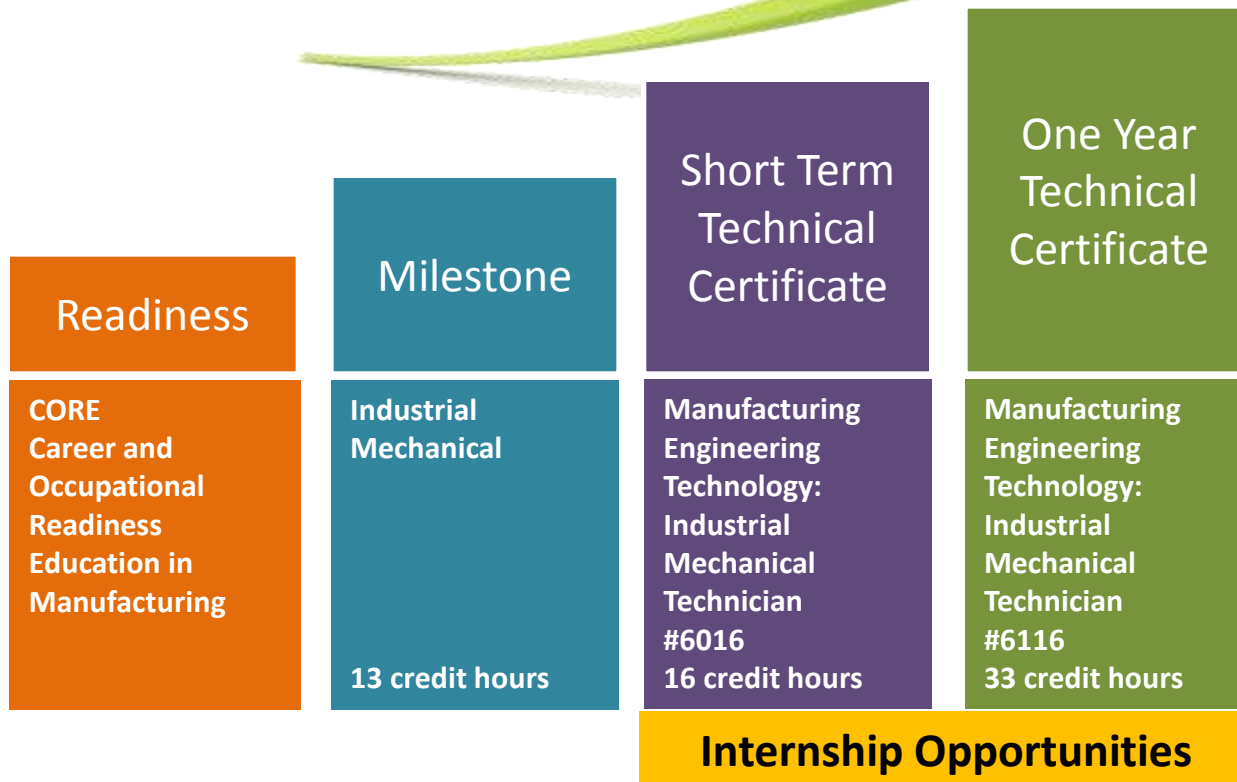 Readiness
CORE
Career and
Occupational
Readiness
Education in
Manufacturing
Milestone
Industrial
Mechanical
13 credit hours
Short Term
Technical
Certificate
Manufacturing
Engineering
Technology:
Industrial
Mechanical
Technician
#6016
16 credit hours
One Year
Technical
Certificate
Manufacturing
Engineering
Technology:
Industrial
Mechanical
Technician
#6116
33 credit hours
Internship Opportunities